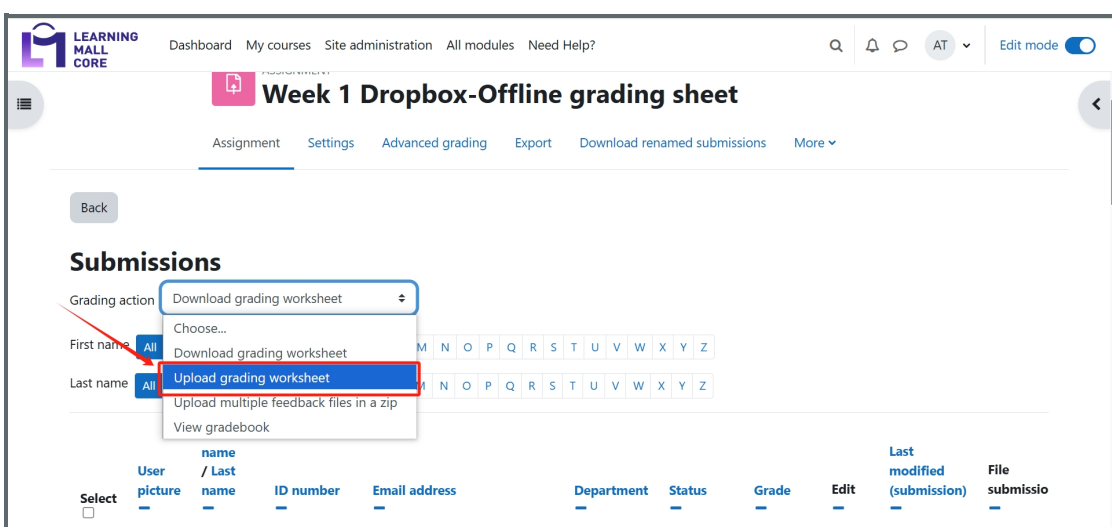 LEARNING
MALL
CORE
Dashboard My courses Site administration All modules Need Help?
AT
Edit mode
Week 1 Dropbox-Offline grading sheet
Assignment Settings Advanced grading Export Download renamed submissions More
Back
Submissions
Grading action Download grading worksheet
Choose...
First name All M N O P Q R S T U V W X Y Z
Download grading worksheet
Upload grading worksheet
Last name All M N O P Q R S T U V W X Y Z
Upload multiple feedback files in a zip
View gradebook
Select
User picture
name / Last name
ID number
Email address
Department
Status
Grade
Edit
Last modified (submission)
File submissio